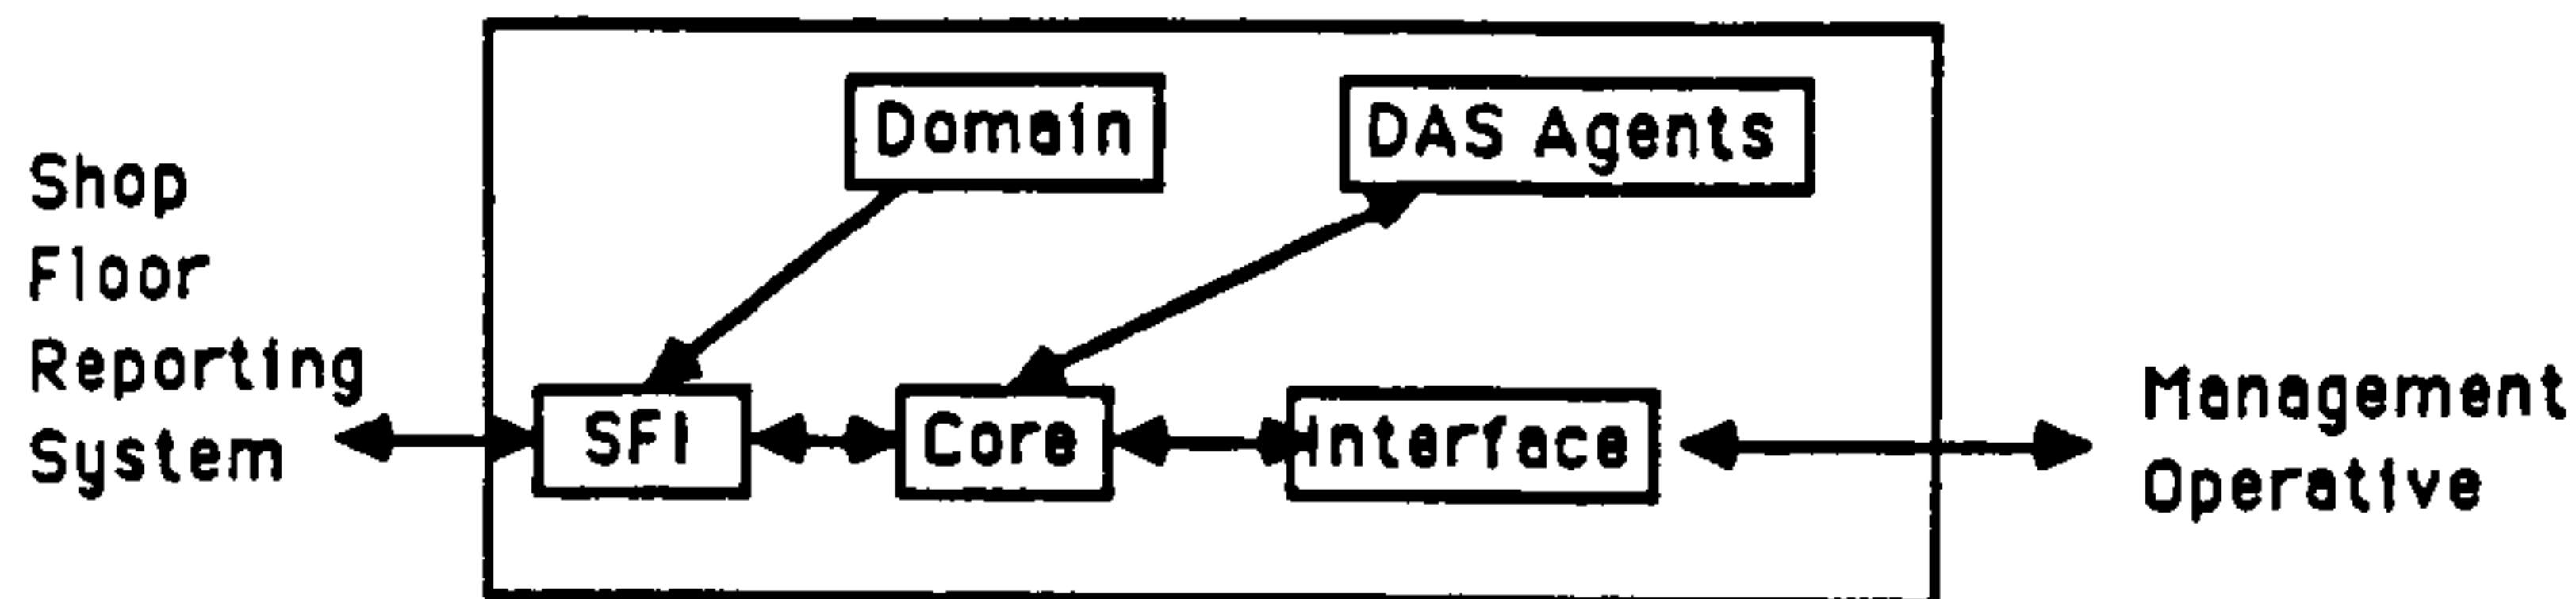 Domain
DAS Agents
Shop
Floor
Reporting
System
SFI
Core
Interface
Management
Operative